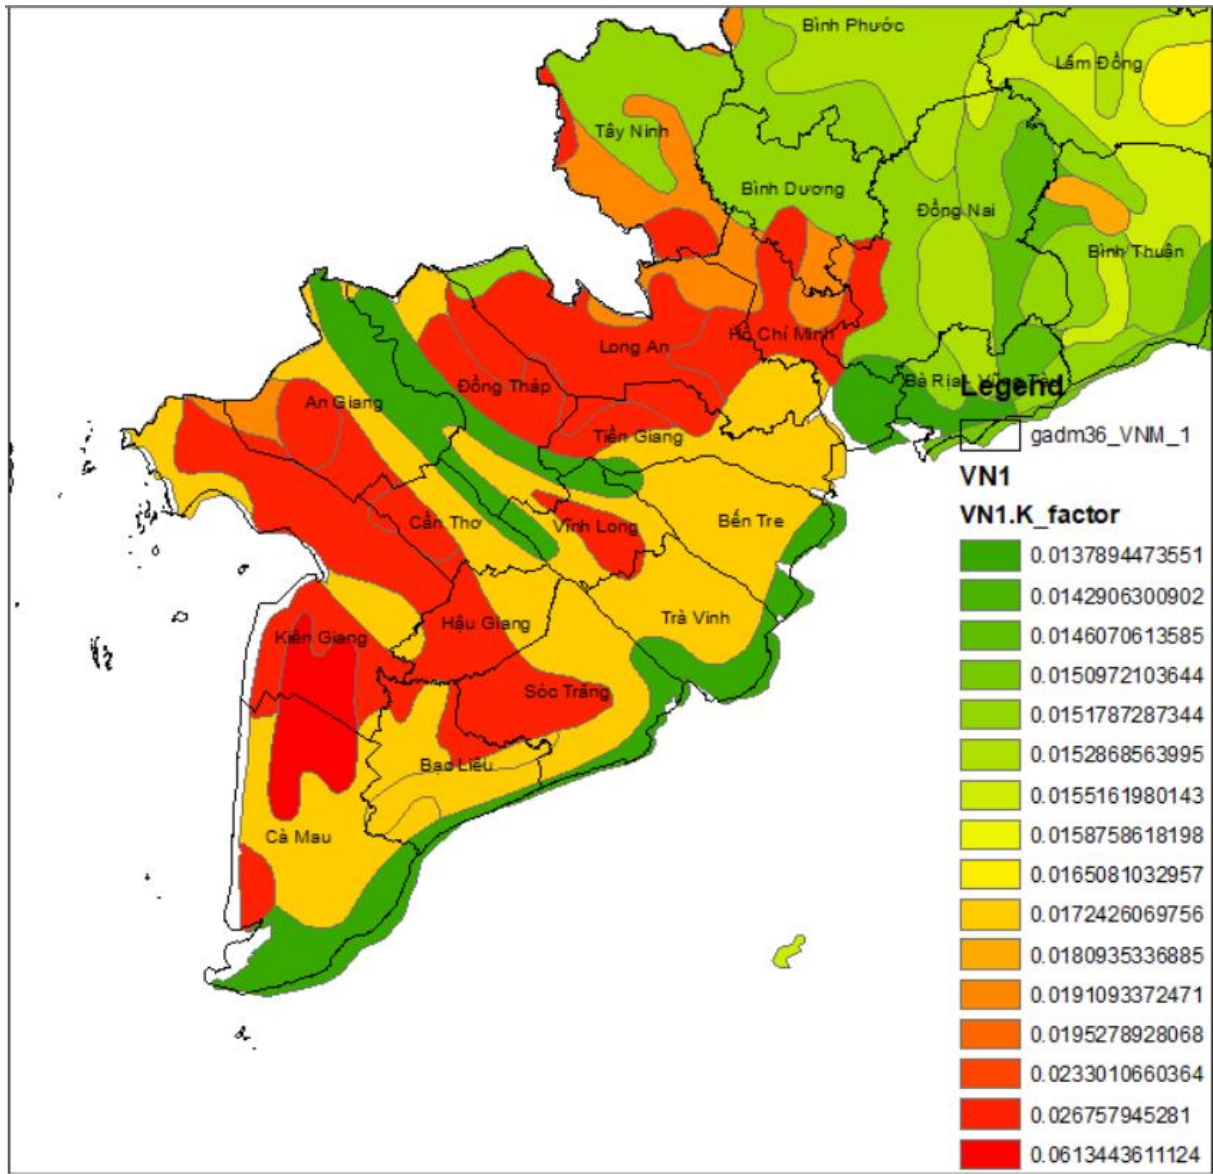 Bình Phước
Lâm Đồng
Tây Ninh
Bình Dương
Đồng Nai
Bình Thuận
Hồ Chí Minh
Long An
Đồng Tháp
An Giang
Tiền Giang
Bà Rịa Vũng Tàu
Cần Thơ
Vĩnh Long
Bến Tre
Trà Vinh
Hậu Giang
Kiên Giang
Sóc Trăng
Bạc Liêu
Cà Mau
Legend
gadm36_VNM_1
VN1
VN1.K_factor
0.0137894473551
0.0142906300902
0.0146070613585
0.0150972103644
0.0151787287344
0.0152868563995
0.0155161980143
0.0158758618198
0.0165081032957
0.0172426069756
0.0180935336885
0.0191093372471
0.0195278928068
0.0233010660364
0.026757945281
0.0613443611124